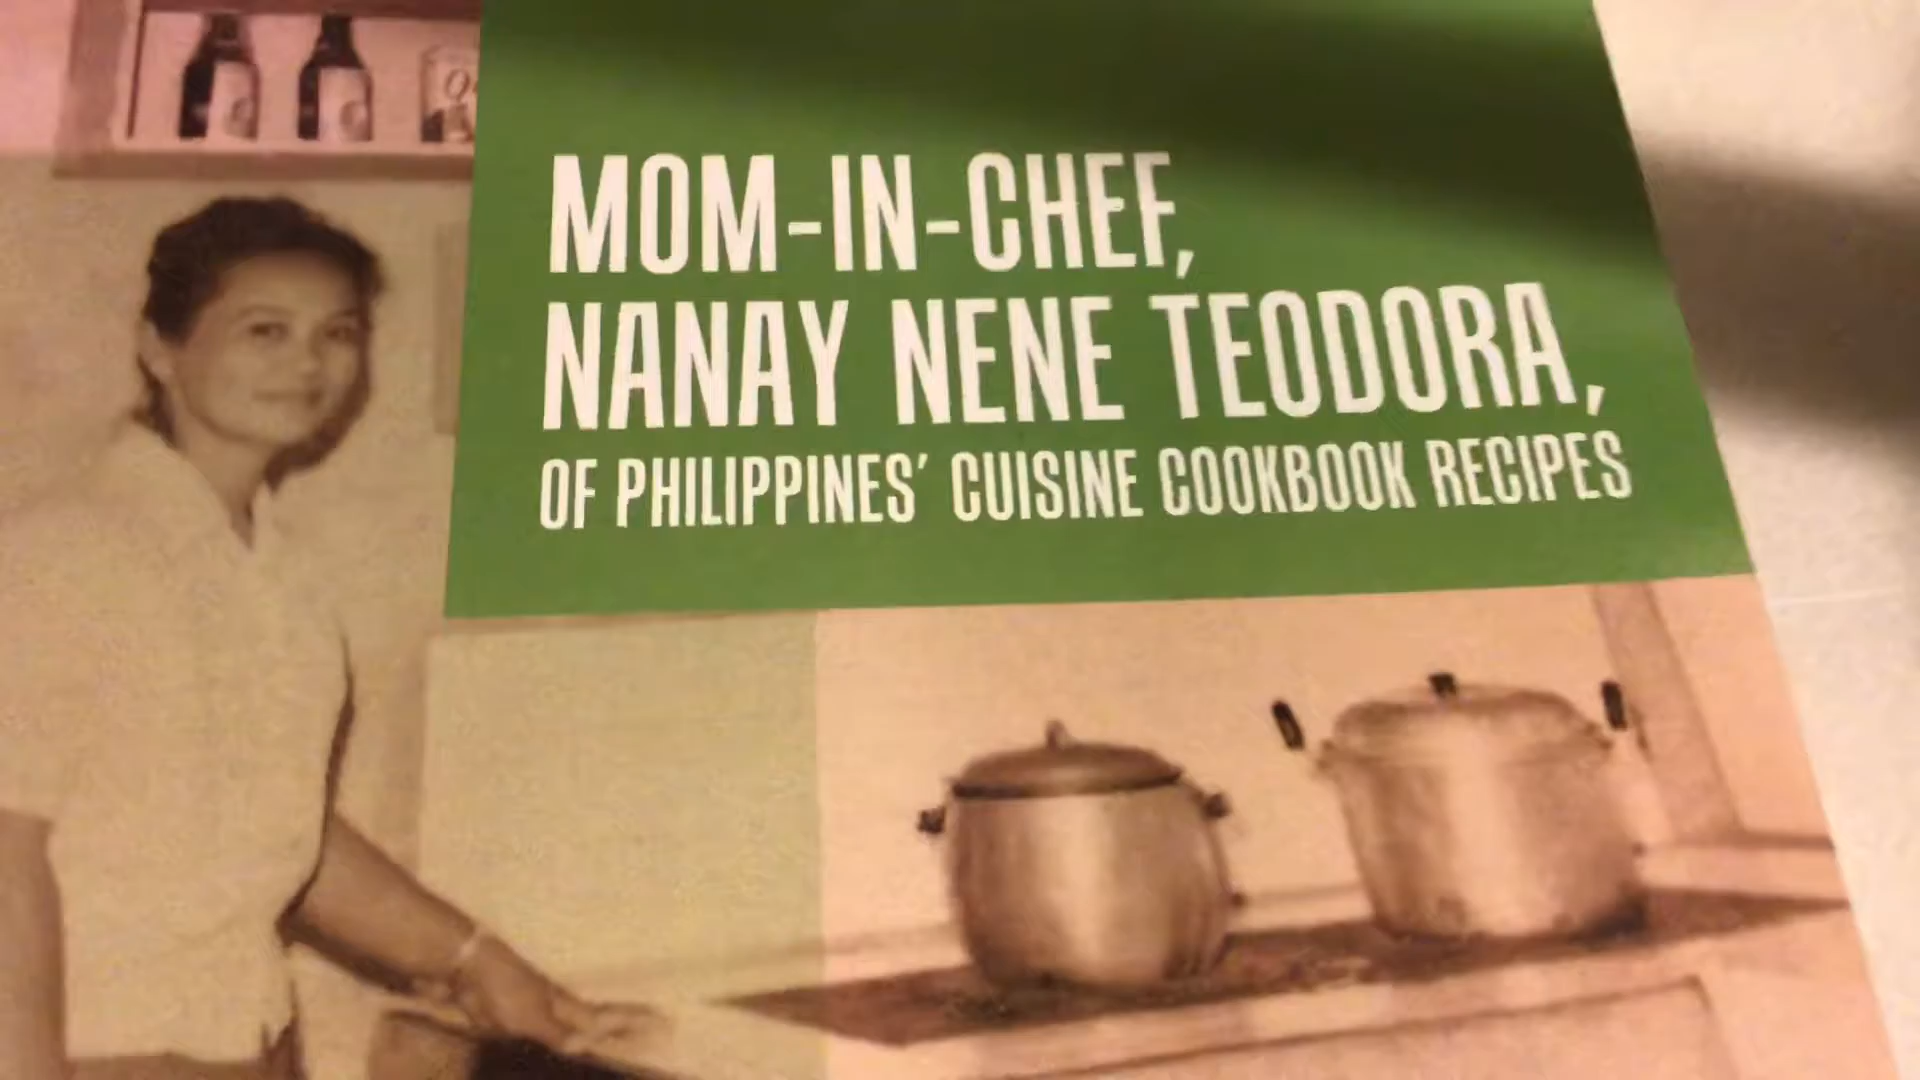 MOM-IN-CHEF,
NANAY NENE TEODORA,
OF PHILIPPINES' CUISINE COOKBOOK RECIPES